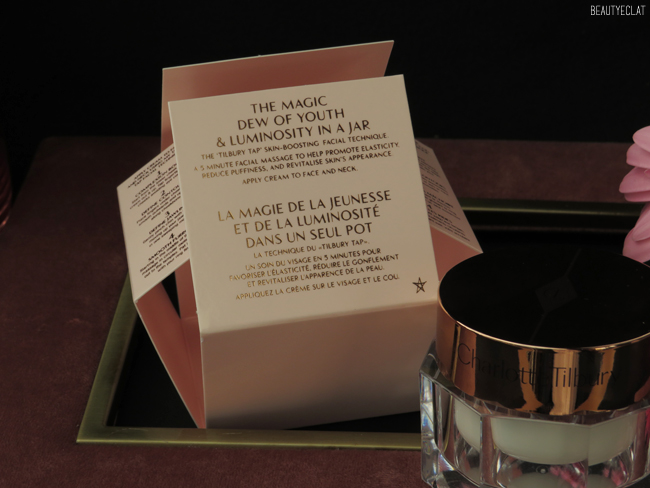 BEAUTYECLAT
THE MAGIC
DEW OF YOUTH
& LUMINOSITY IN A JAR
THE 'TILBURY TAP' SKIN-BOOSTING FACIAL TECHNIQUE.
A 5 MINUTE FACIAL MASSAGE TO HELP PROMOTE ELASTICITY,
REDUCE PUFFINESS, AND REVITALISE SKIN'S APPEARANCE.
APPLY CREAM TO FACE AND NECK.
LA MAGIE DE LA JEUNESSE
ET DE LA LUMINOSITÉ
DANS UN SEUL POT
LA TECHNIQUE DU «TILBURY TAP».
UN SOIN DU VISAGE EN 5 MINUTES POUR
FAVORISER L'ÉLASTICITÉ, RÉDUIRE LE GONFLEMENT
ET REVITALISER L'APPARENCE DE LA PEAU.
APPLIQUEZ LA CRÈME SUR LE VISAGE ET LE COU.
Charlotte Tilbury